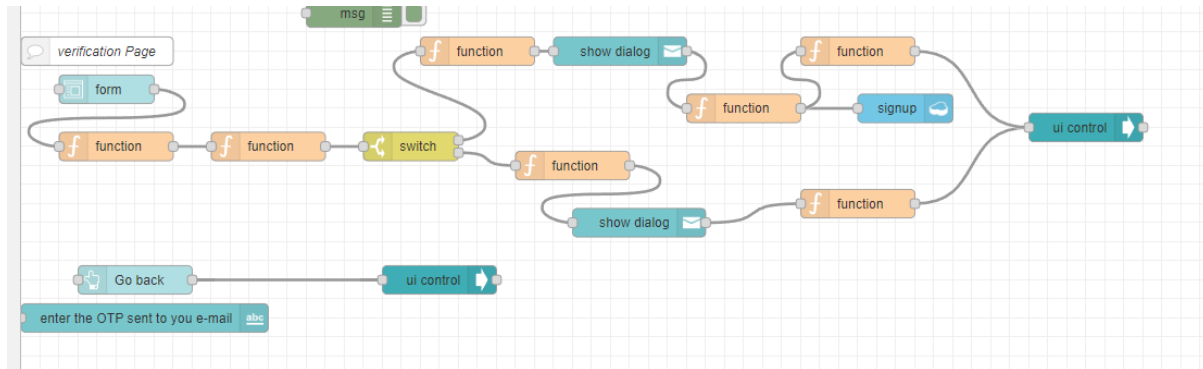 msg
verification Page
function
show dialog
function
form
function
signup
ui control
function
function
switch
function
function
show dialog
Go back
ui control
enter the OTP sent to you e-mail
abc